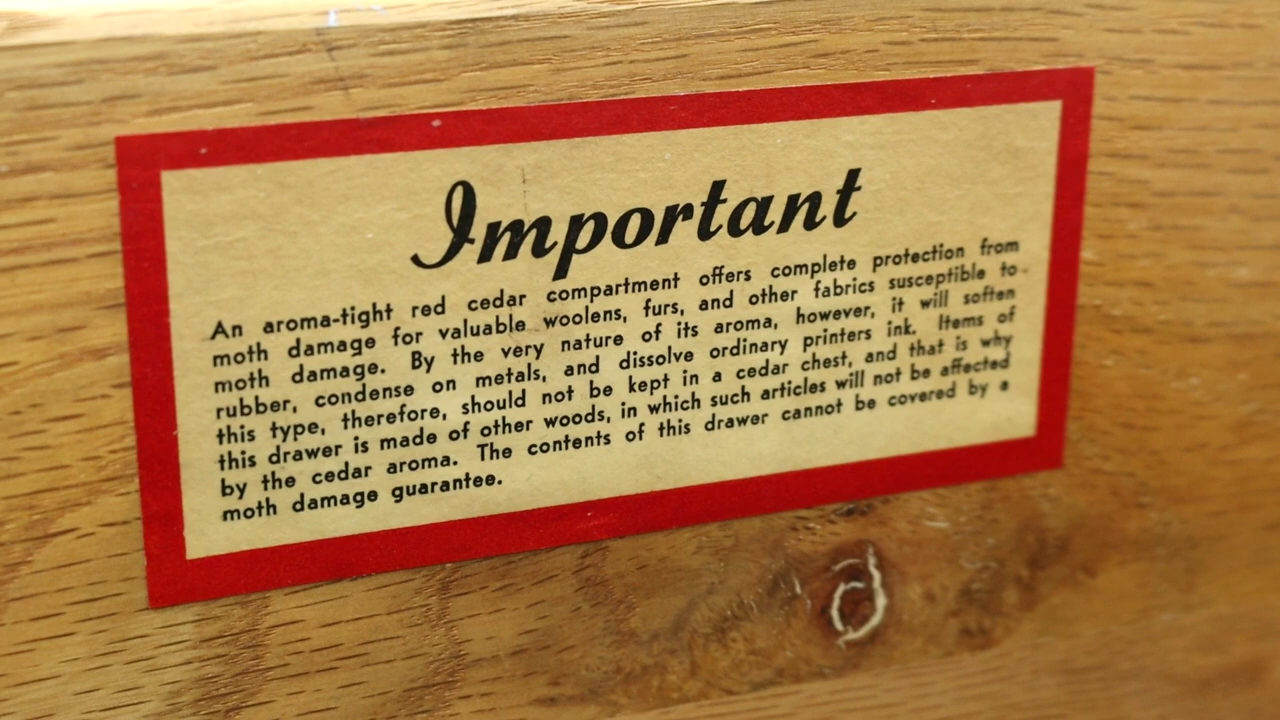 Important
An aroma-tight red cedar compartment offers complete protection from
moth damage for valuable woolens, furs, and other fabrics susceptible to
moth damage. By the very nature of its aroma, however, it will soften
rubber, condense on metals, and dissolve ordinary printers ink. Items of
this type, therefore, should not be kept in a cedar chest, and that is why
this drawer is made of other woods, in which such articles will not be affected
by the cedar aroma. The contents of this drawer cannot be covered by a
moth damage guarantee.